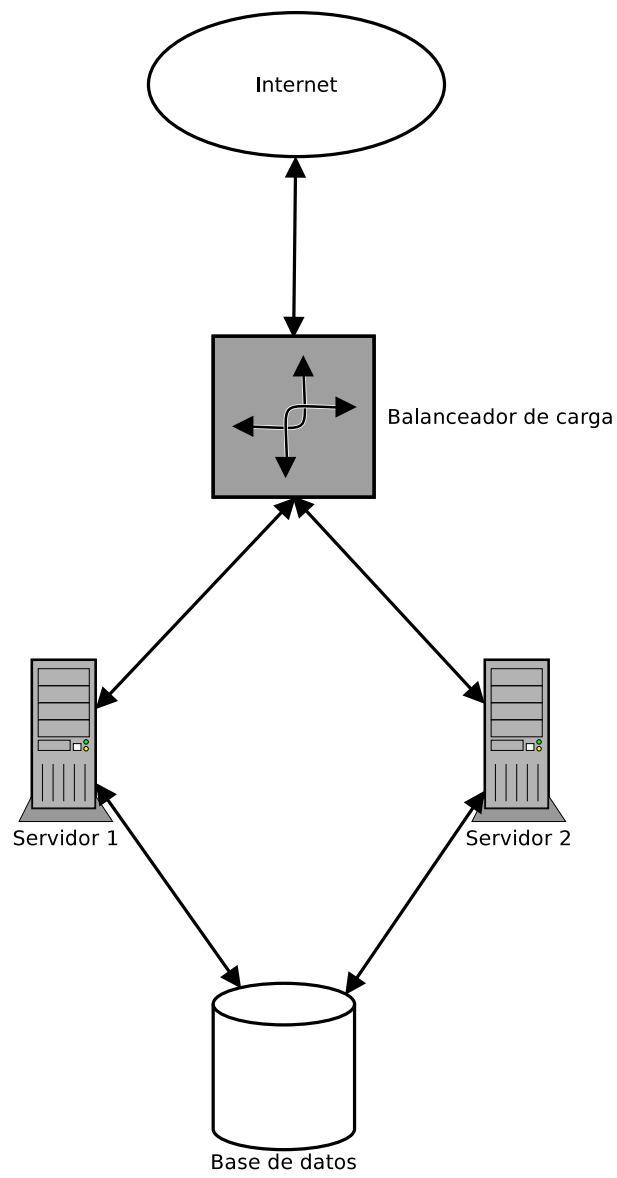 Internet
Balanceador de carga
Servidor 1
Servidor 2
Base de datos